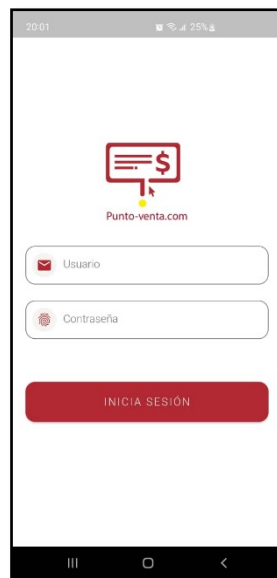 20:01
25%
$
Punto-venta.com
Usuario
Contraseña
INICIA SESIÓN